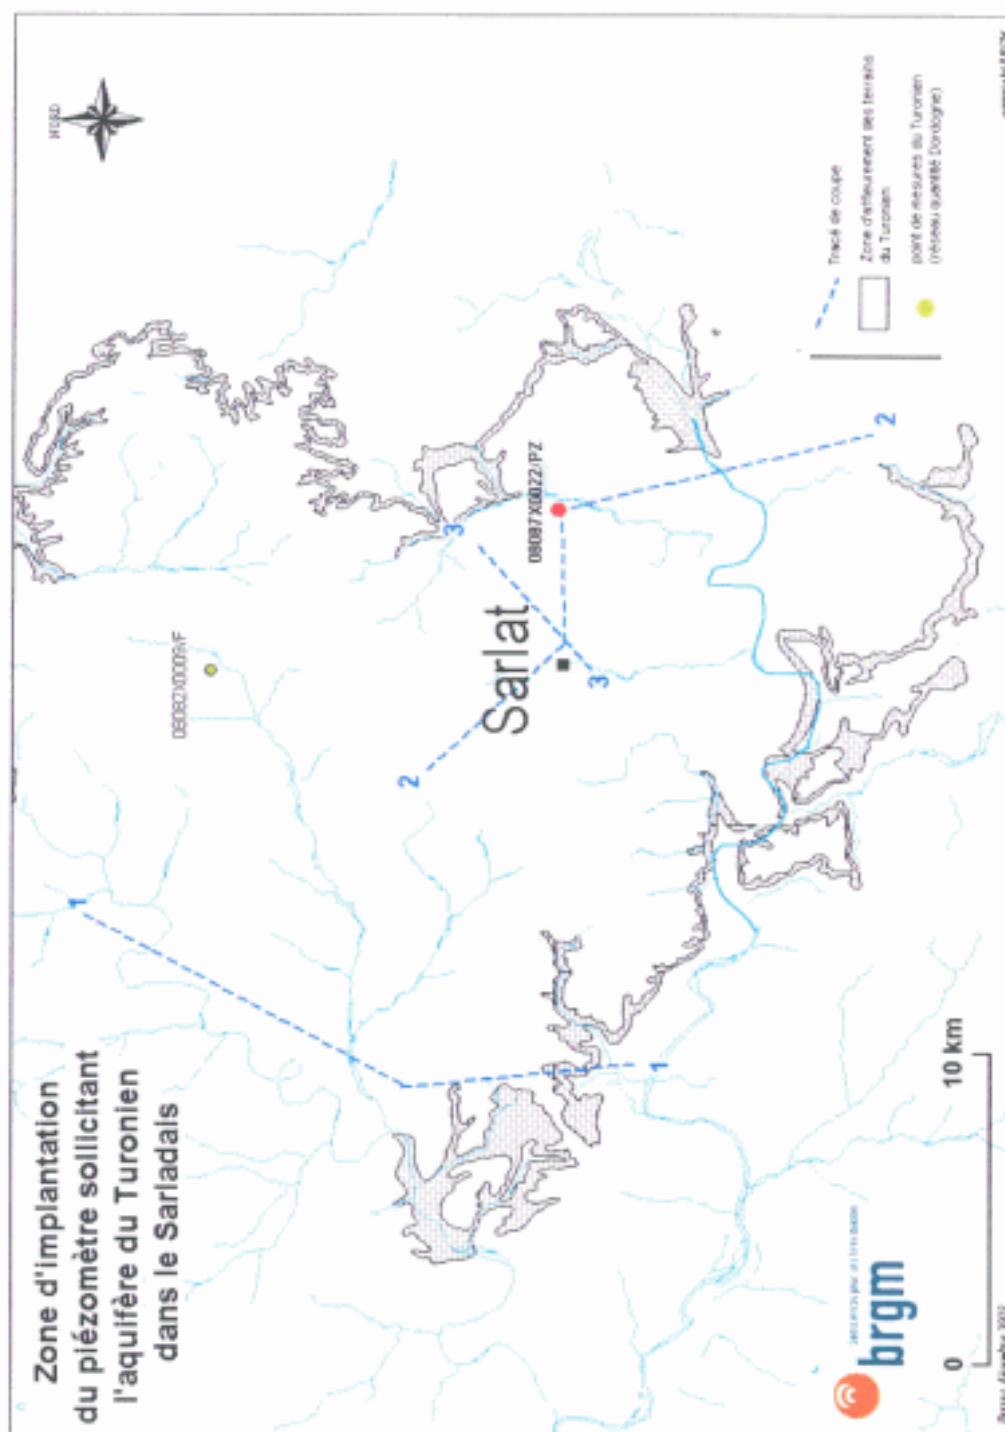 Zone d'implantation
du piézomètre sollicitant
l'aquifère du Turonien
dans le Sarladais
NORD
1
08082X0009/F
2
3
Sarlat
08087X0022/PZ
3
2
1
Tracé de coupe
Zone d'affleurement des terrains
du Turonien
point de mesures du Turonien
(réseau quantité Dordogne)
brgm
0
10 km